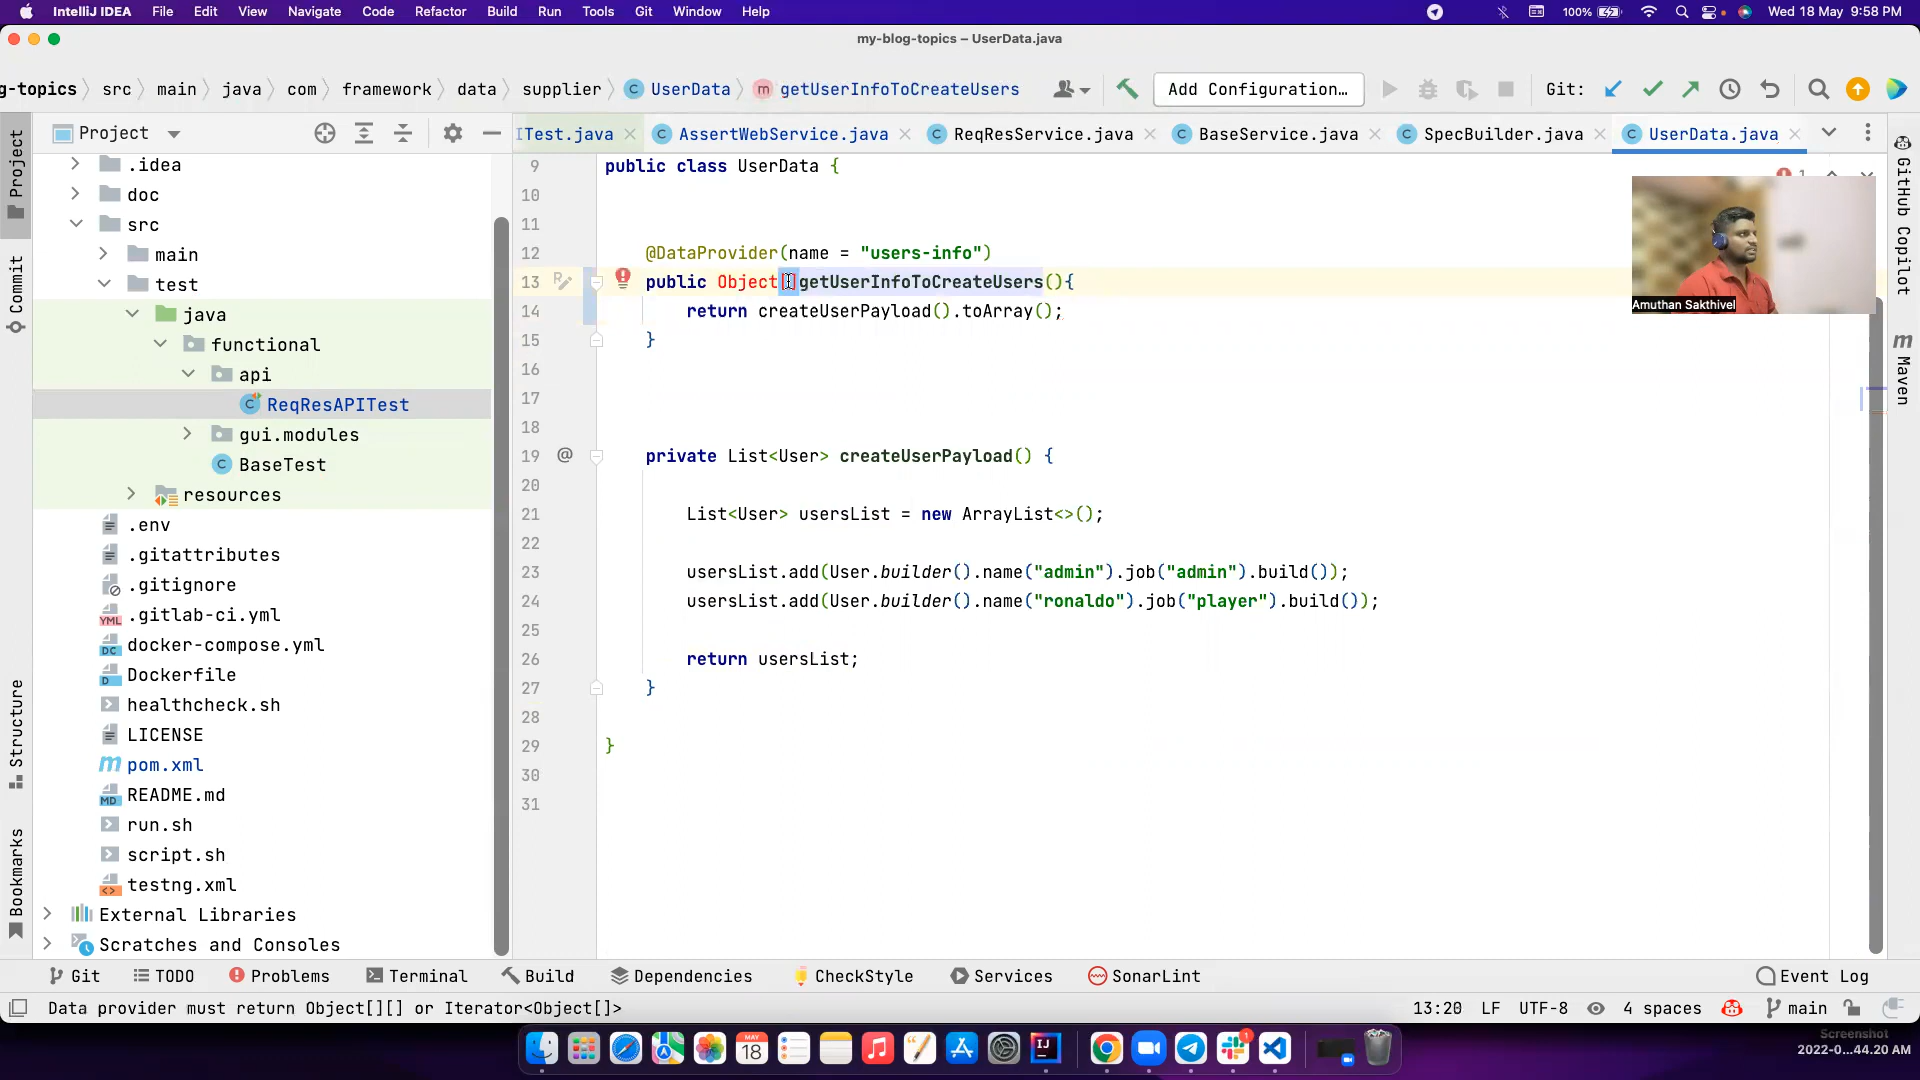 IntelliJ IDEA File Edit View Navigate Code Refactor Build Run Tools Git Window Help 100% Wed 18 May 9:58 PM
my-blog-topics – UserData.java
g-topics src main java com framework data supplier UserData getUserInfoToCreateUsers Add Configuration... Git:
Project ITest.java AssertWebService.java ReqResService.java BaseService.java SpecBuilder.java UserData.java
Project
Commit
Structure
Bookmarks
.idea
doc
src
main
test
java
functional
api
ReqResAPITest
gui.modules
BaseTest
resources
.env
.gitattributes
.gitignore
.gitlab-ci.yml
docker-compose.yml
Dockerfile
healthcheck.sh
LICENSE
pom.xml
README.md
run.sh
script.sh
testng.xml
External Libraries
Scratches and Consoles
9 public class UserData {
10
11
12 @DataProvider(name = "users-info")
13 public Object[]getUserInfoToCreateUsers(){
14 return createUserPayload().toArray();
15 }
16
17
18
19 private List<User> createUserPayload() {
20
21 List<User> usersList = new ArrayList<>();
22
23 usersList.add(User.builder().name("admin").job("admin").build());
24 usersList.add(User.builder().name("ronaldo").job("player").build());
25
26 return usersList;
27 }
28
29 }
30
31
1
Amuthan Sakthivel
GitHub Copilot
Maven
Git TODO Problems Terminal Build Dependencies CheckStyle Services SonarLint Event Log
Data provider must return Object[][] or Iterator<Object[]> 13:20 LF UTF-8 4 spaces main
MAY
18
1
Screenshot
2022-0...44.20 AM